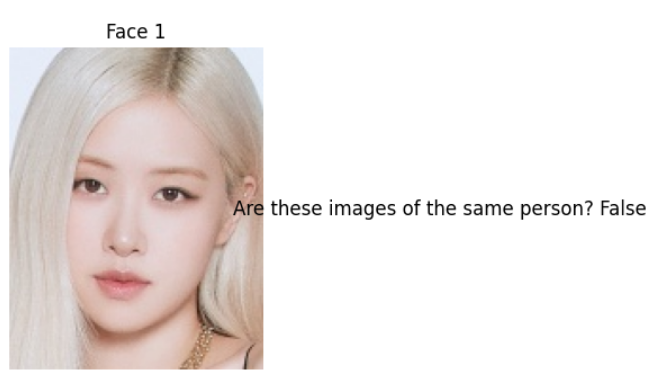 Face 1
Are these images of the same person? False